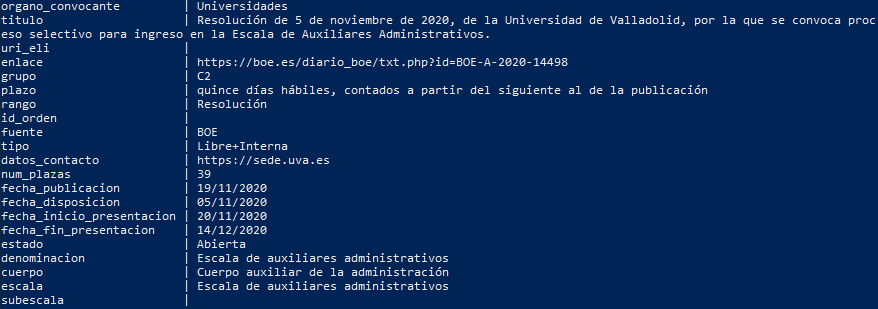 organo_convocante | Universidades
titulo | Resolución de 5 de noviembre de 2020, de la Universidad de Valladolid, por la que se convoca proc
eso selectivo para ingreso en la Escala de Auxiliares Administrativos.
uri_eli |
enlace | https://boe.es/diario_boe/txt.php?id=BOE-A-2020-14498
grupo | C2
plazo | quince días hábiles, contados a partir del siguiente al de la publicación
rango | Resolución
id_orden |
fuente | BOE
tipo | Libre+Interna
datos_contacto | https://sede.uva.es
num_plazas | 39
fecha_publicacion | 19/11/2020
fecha_disposicion | 05/11/2020
fecha_inicio_presentacion | 20/11/2020
fecha_fin_presentacion | 14/12/2020
estado | Abierta
denominacion | Escala de auxiliares administrativos
cuerpo | Cuerpo auxiliar de la administración
escala | Escala de auxiliares administrativos
subescala |